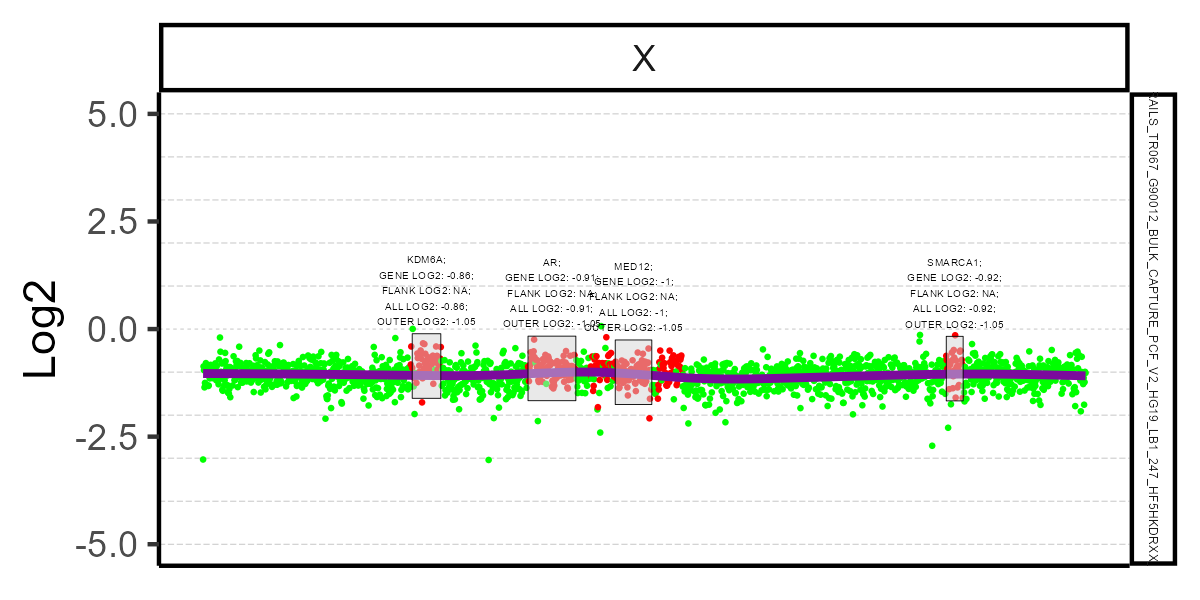 X
5.0
2.5
0.0
-2.5
-5.0
Log2
KDM6A;
GENE LOG2: -0.86;
FLANK LOG2: NA;
ALL LOG2: -0.86;
OUTER LOG2: -1.05
AR;
GENE LOG2: -0.91;
FLANK LOG2: NA;
ALL LOG2: -0.91;
OUTER LOG2: -1.05
MED12;
GENE LOG2: -1;
FLANK LOG2: NA;
ALL LOG2: -1;
OUTER LOG2: -1.05
SMARCA1;
GENE LOG2: -0.92;
FLANK LOG2: NA;
ALL LOG2: -0.92;
OUTER LOG2: -1.05
AILS_TR067_G90012_BULK_CAPTURE_PCF_V2_HG19_LB1_247_HF5HKDRXX